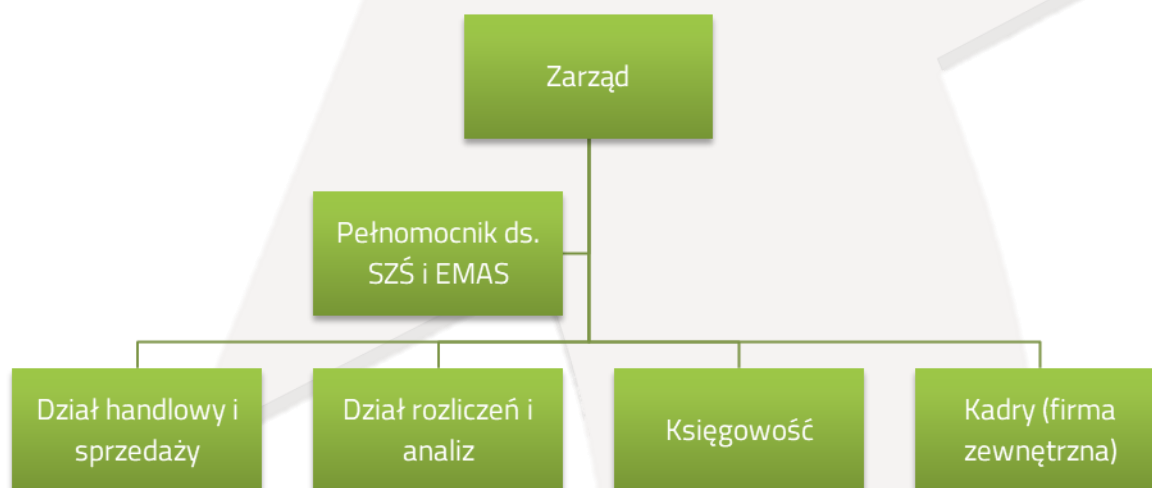 Zarząd
Pełnomocnik ds.
SZŚ i EMAS
Dział handlowy i
sprzedaży
Dział rozliczeń i
analiz
Księgowość
Kadry (firma
zewnętrzna)